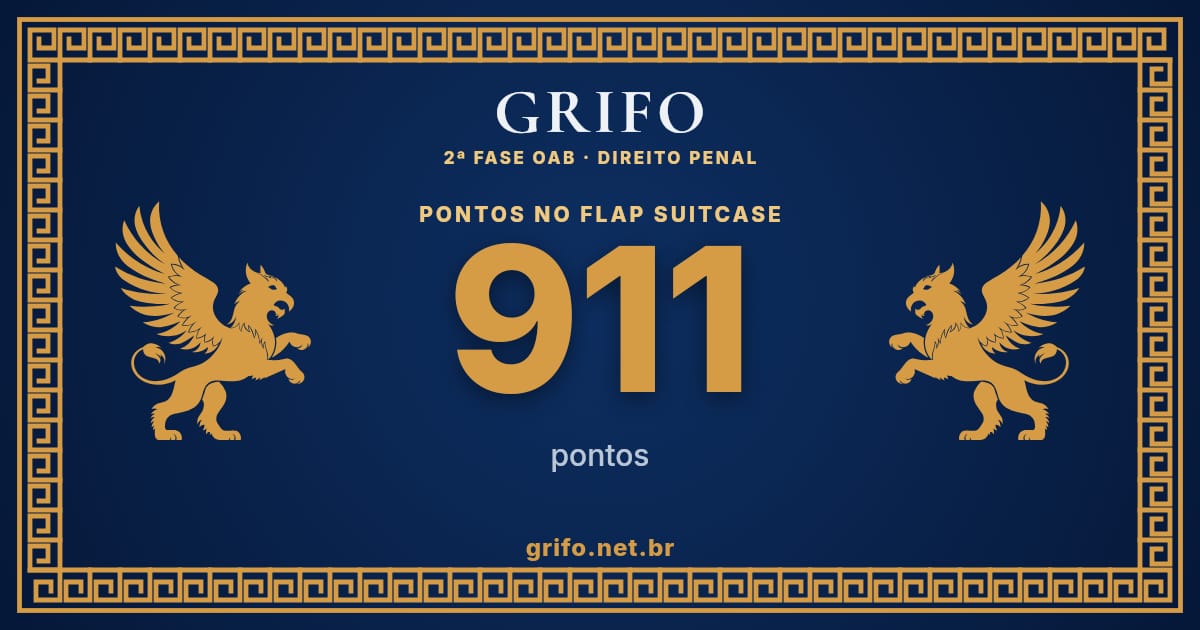 GRIFO
2ª FASE OAB · DIREITO PENAL
PONTOS NO FLAP SUITCASE
911
pontos
grifo.net.br